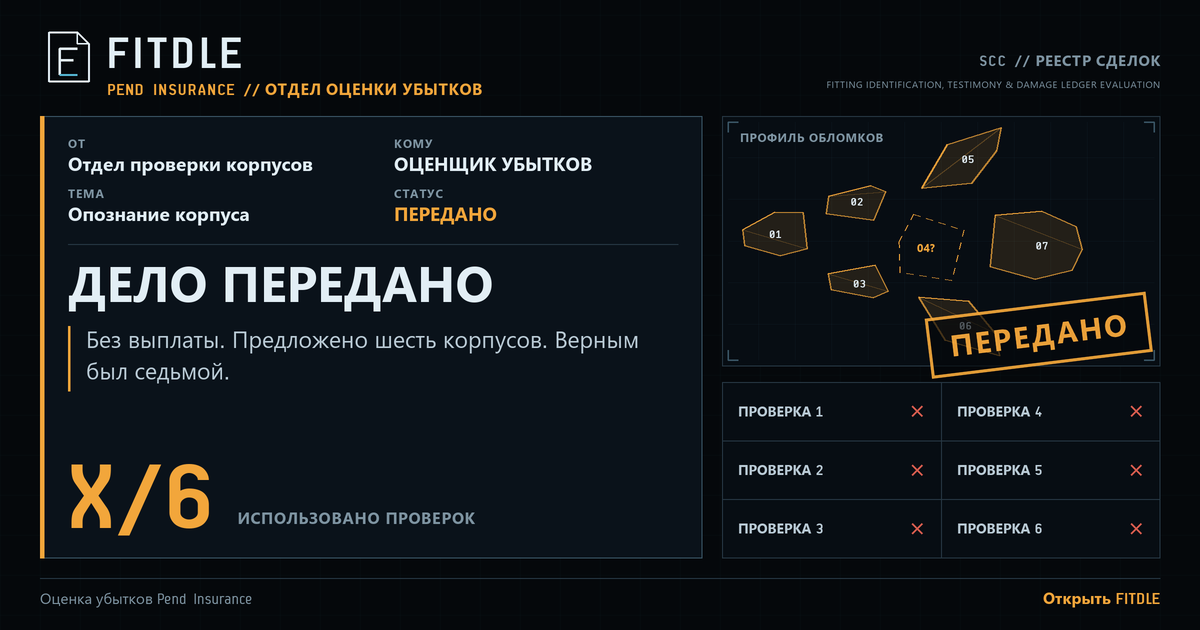 FITDLE
PEND INSURANCE // ОТДЕЛ ОЦЕНКИ УБЫТКОВ
SCC // РЕЕСТР СДЕЛОК
FITTING IDENTIFICATION, TESTIMONY & DAMAGE LEDGER EVALUATION
ОТ
Отдел проверки корпусов
КОМУ
ОЦЕНЩИК УБЫТКОВ
ТЕМА
Опознание корпуса
СТАТУС
ПЕРЕДАНО
ДЕЛО ПЕРЕДАНО
Без выплаты. Предложено шесть корпусов. Верным
был седьмой.
X/6
ИСПОЛЬЗОВАНО ПРОВЕРОК
ПРОФИЛЬ ОБЛОМКОВ
05
02
01
04?
07
03
06
ПЕРЕДАНО
ПРОВЕРКА 1
ПРОВЕРКА 4
ПРОВЕРКА 2
ПРОВЕРКА 5
ПРОВЕРКА 3
ПРОВЕРКА 6
Оценка убытков Pend Insurance
Открыть FITDLE